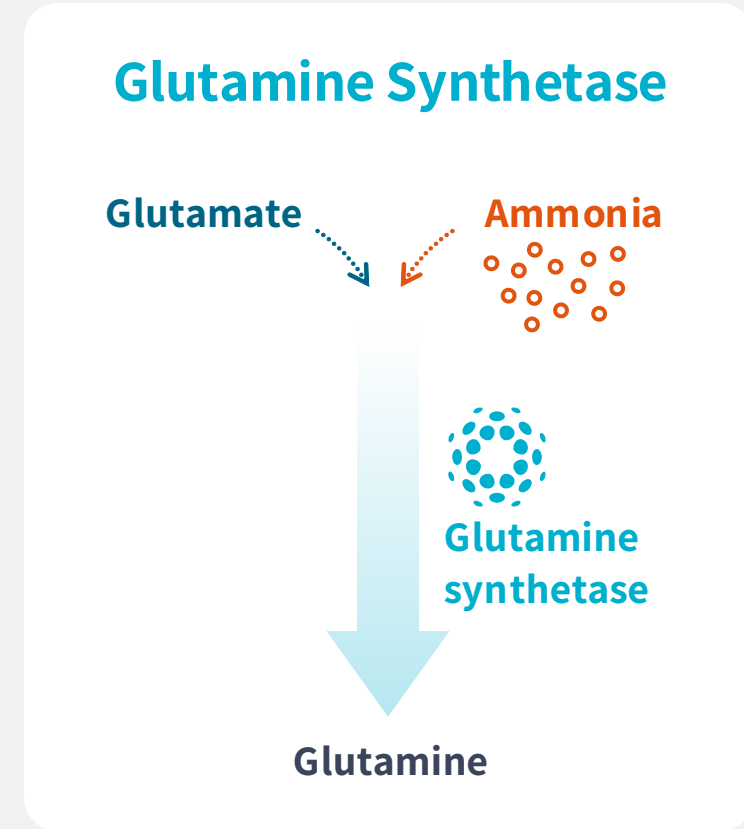 Glutamine Synthetase
Glutamate
Ammonia
Glutamine
synthetase
Glutamine